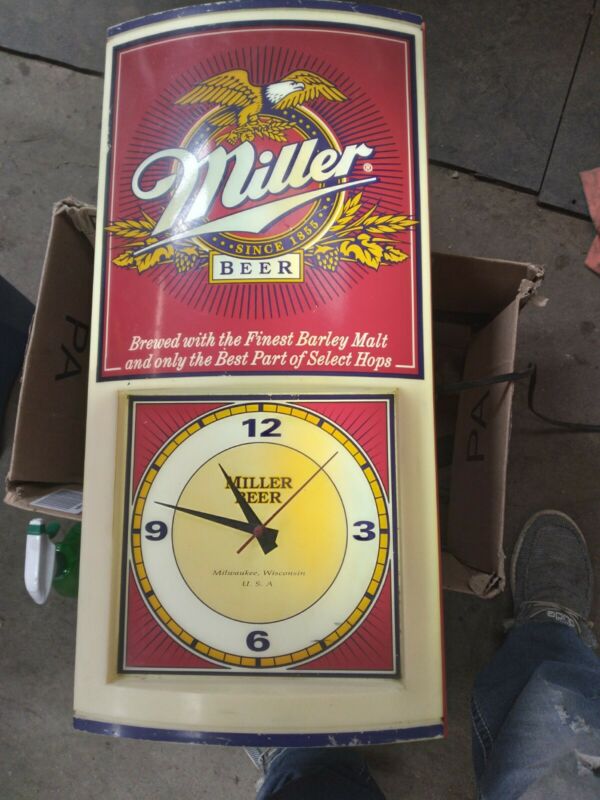 Miller®
SINCE 1855
BEER
Brewed with the Finest Barley Malt
and only the Best Part of Select Hops
12
MILLER
BEER
9
3
Milwaukee, Wisconsin
U. S. A
6
PA
PA